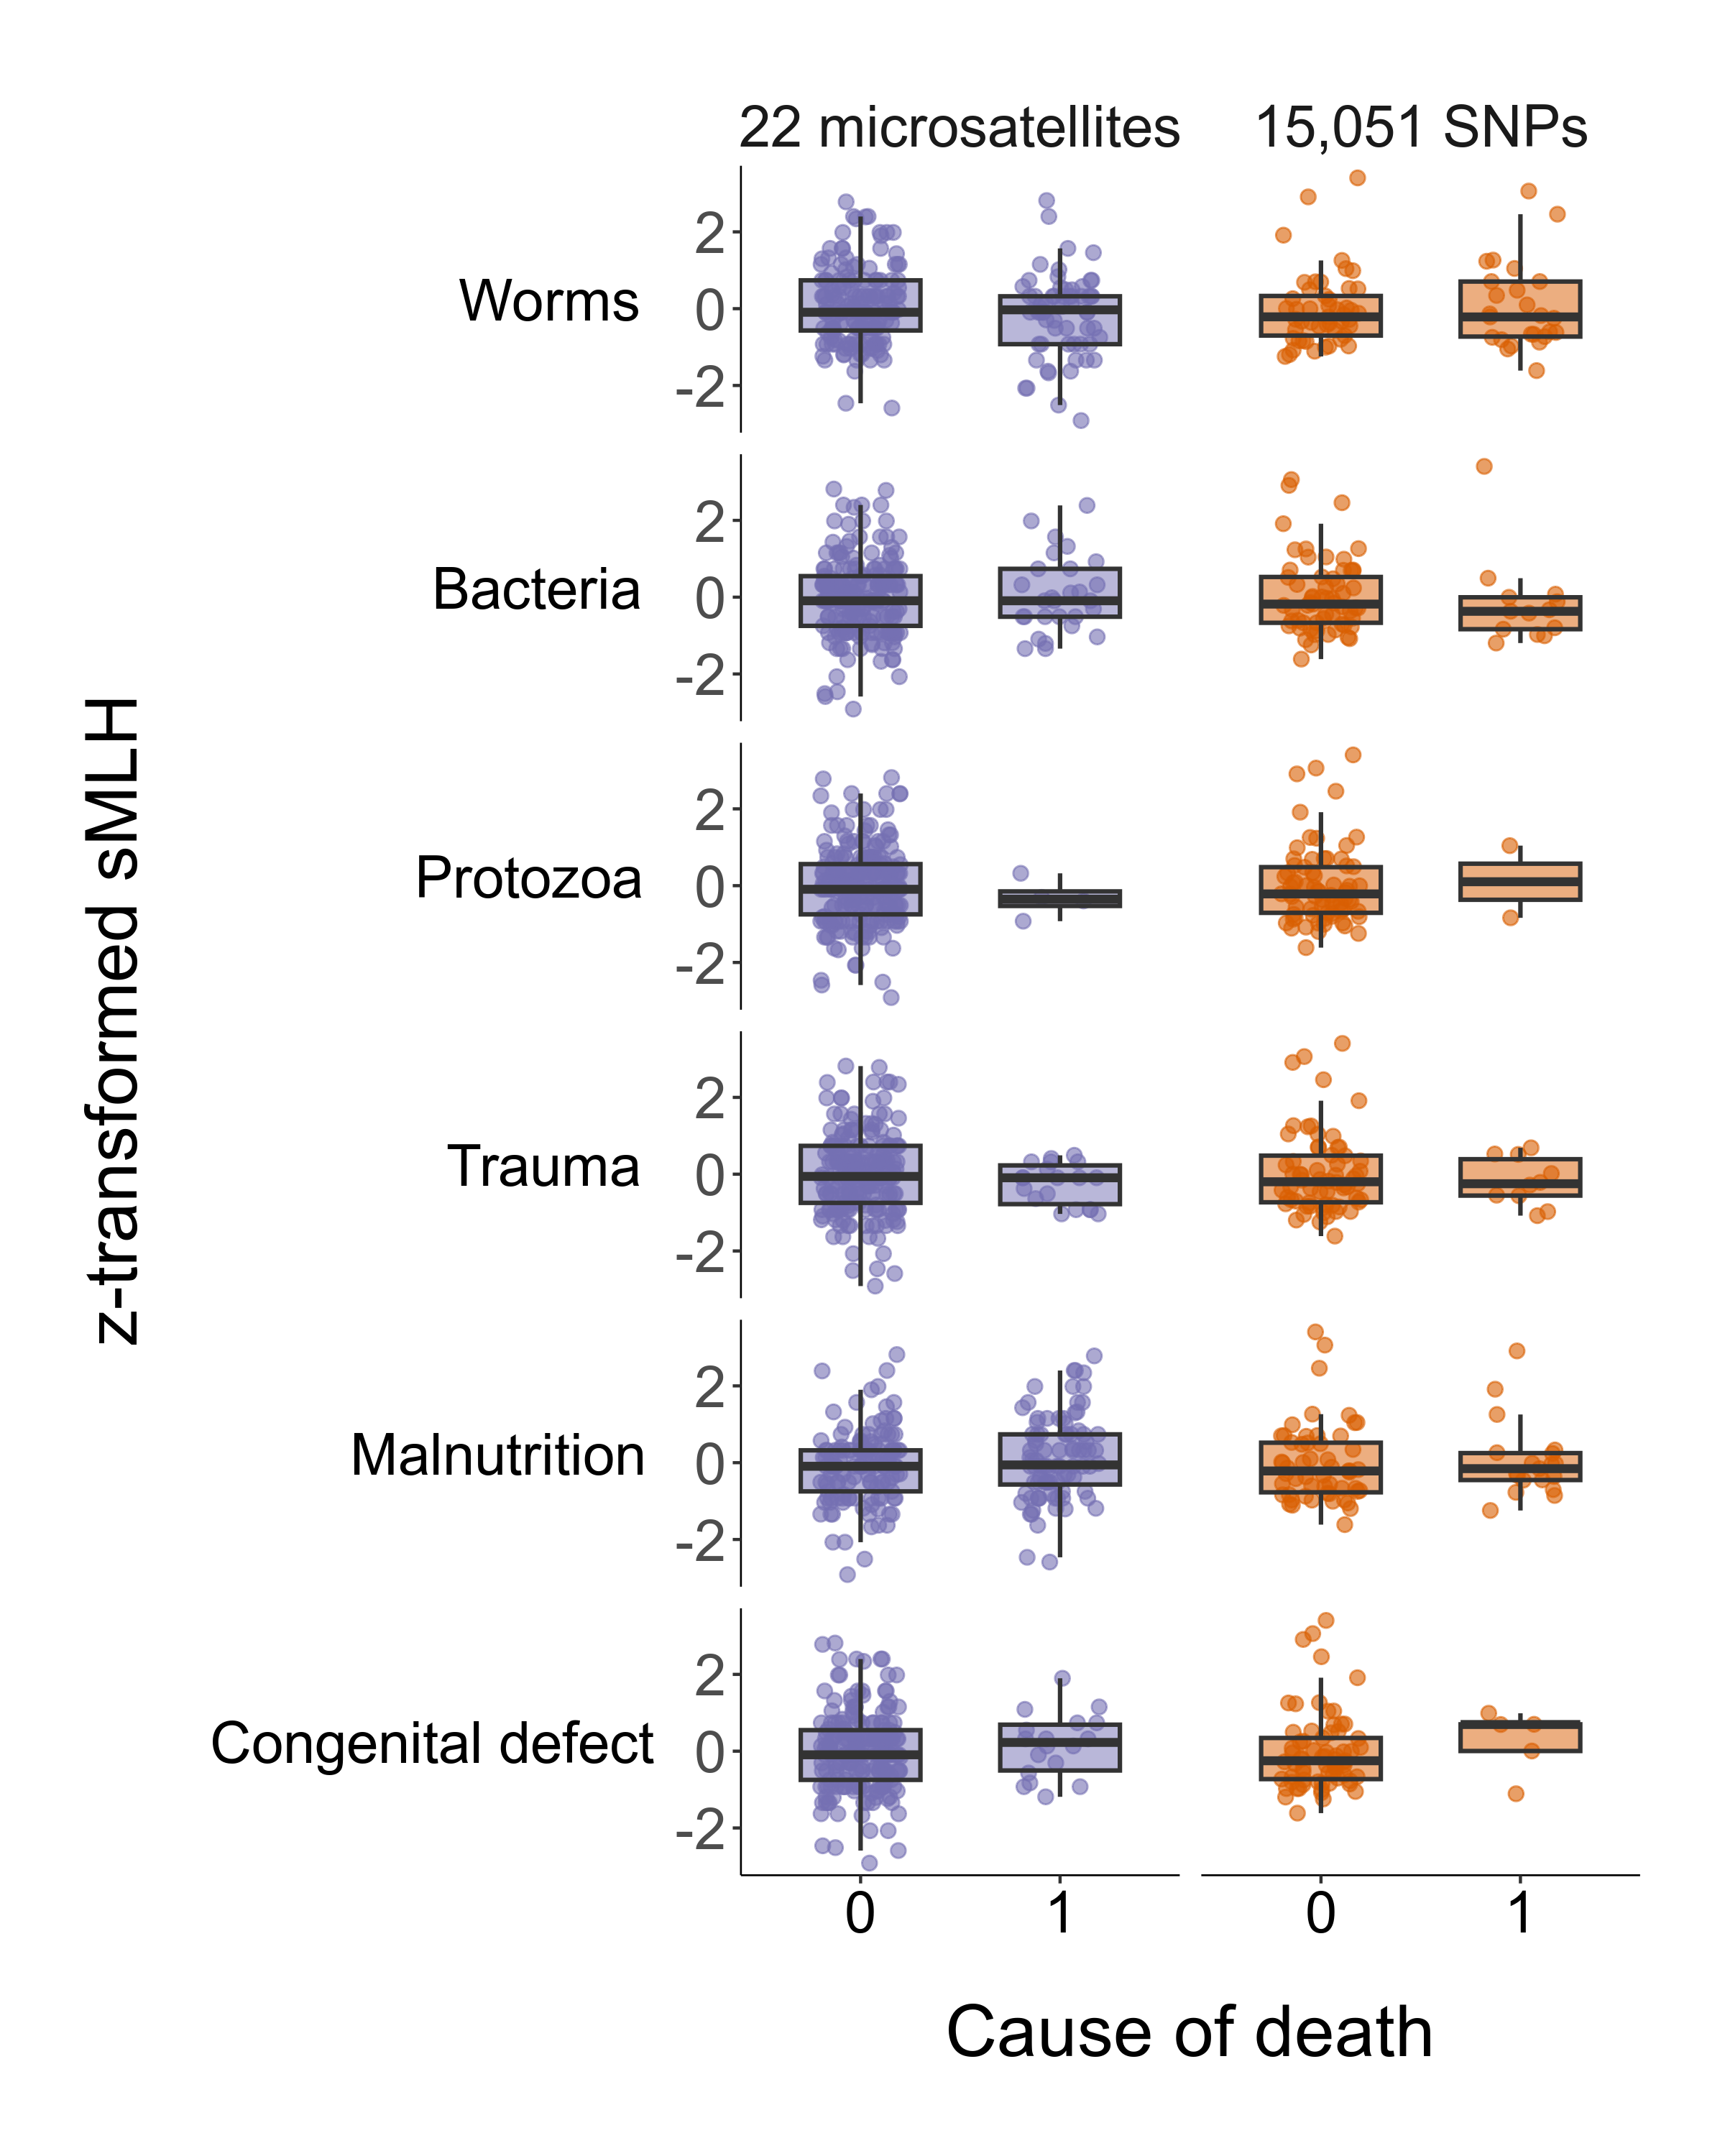 22 microsatellites 15,051 SNPs
Worms 2
0
-2
Bacteria 2
0
-2
Protozoa 2
0
-2
Trauma 2
0
-2
Malnutrition 2
0
-2
Congenital defect 2
0
-2
z-transformed sMLH
0 1 0 1
Cause of death